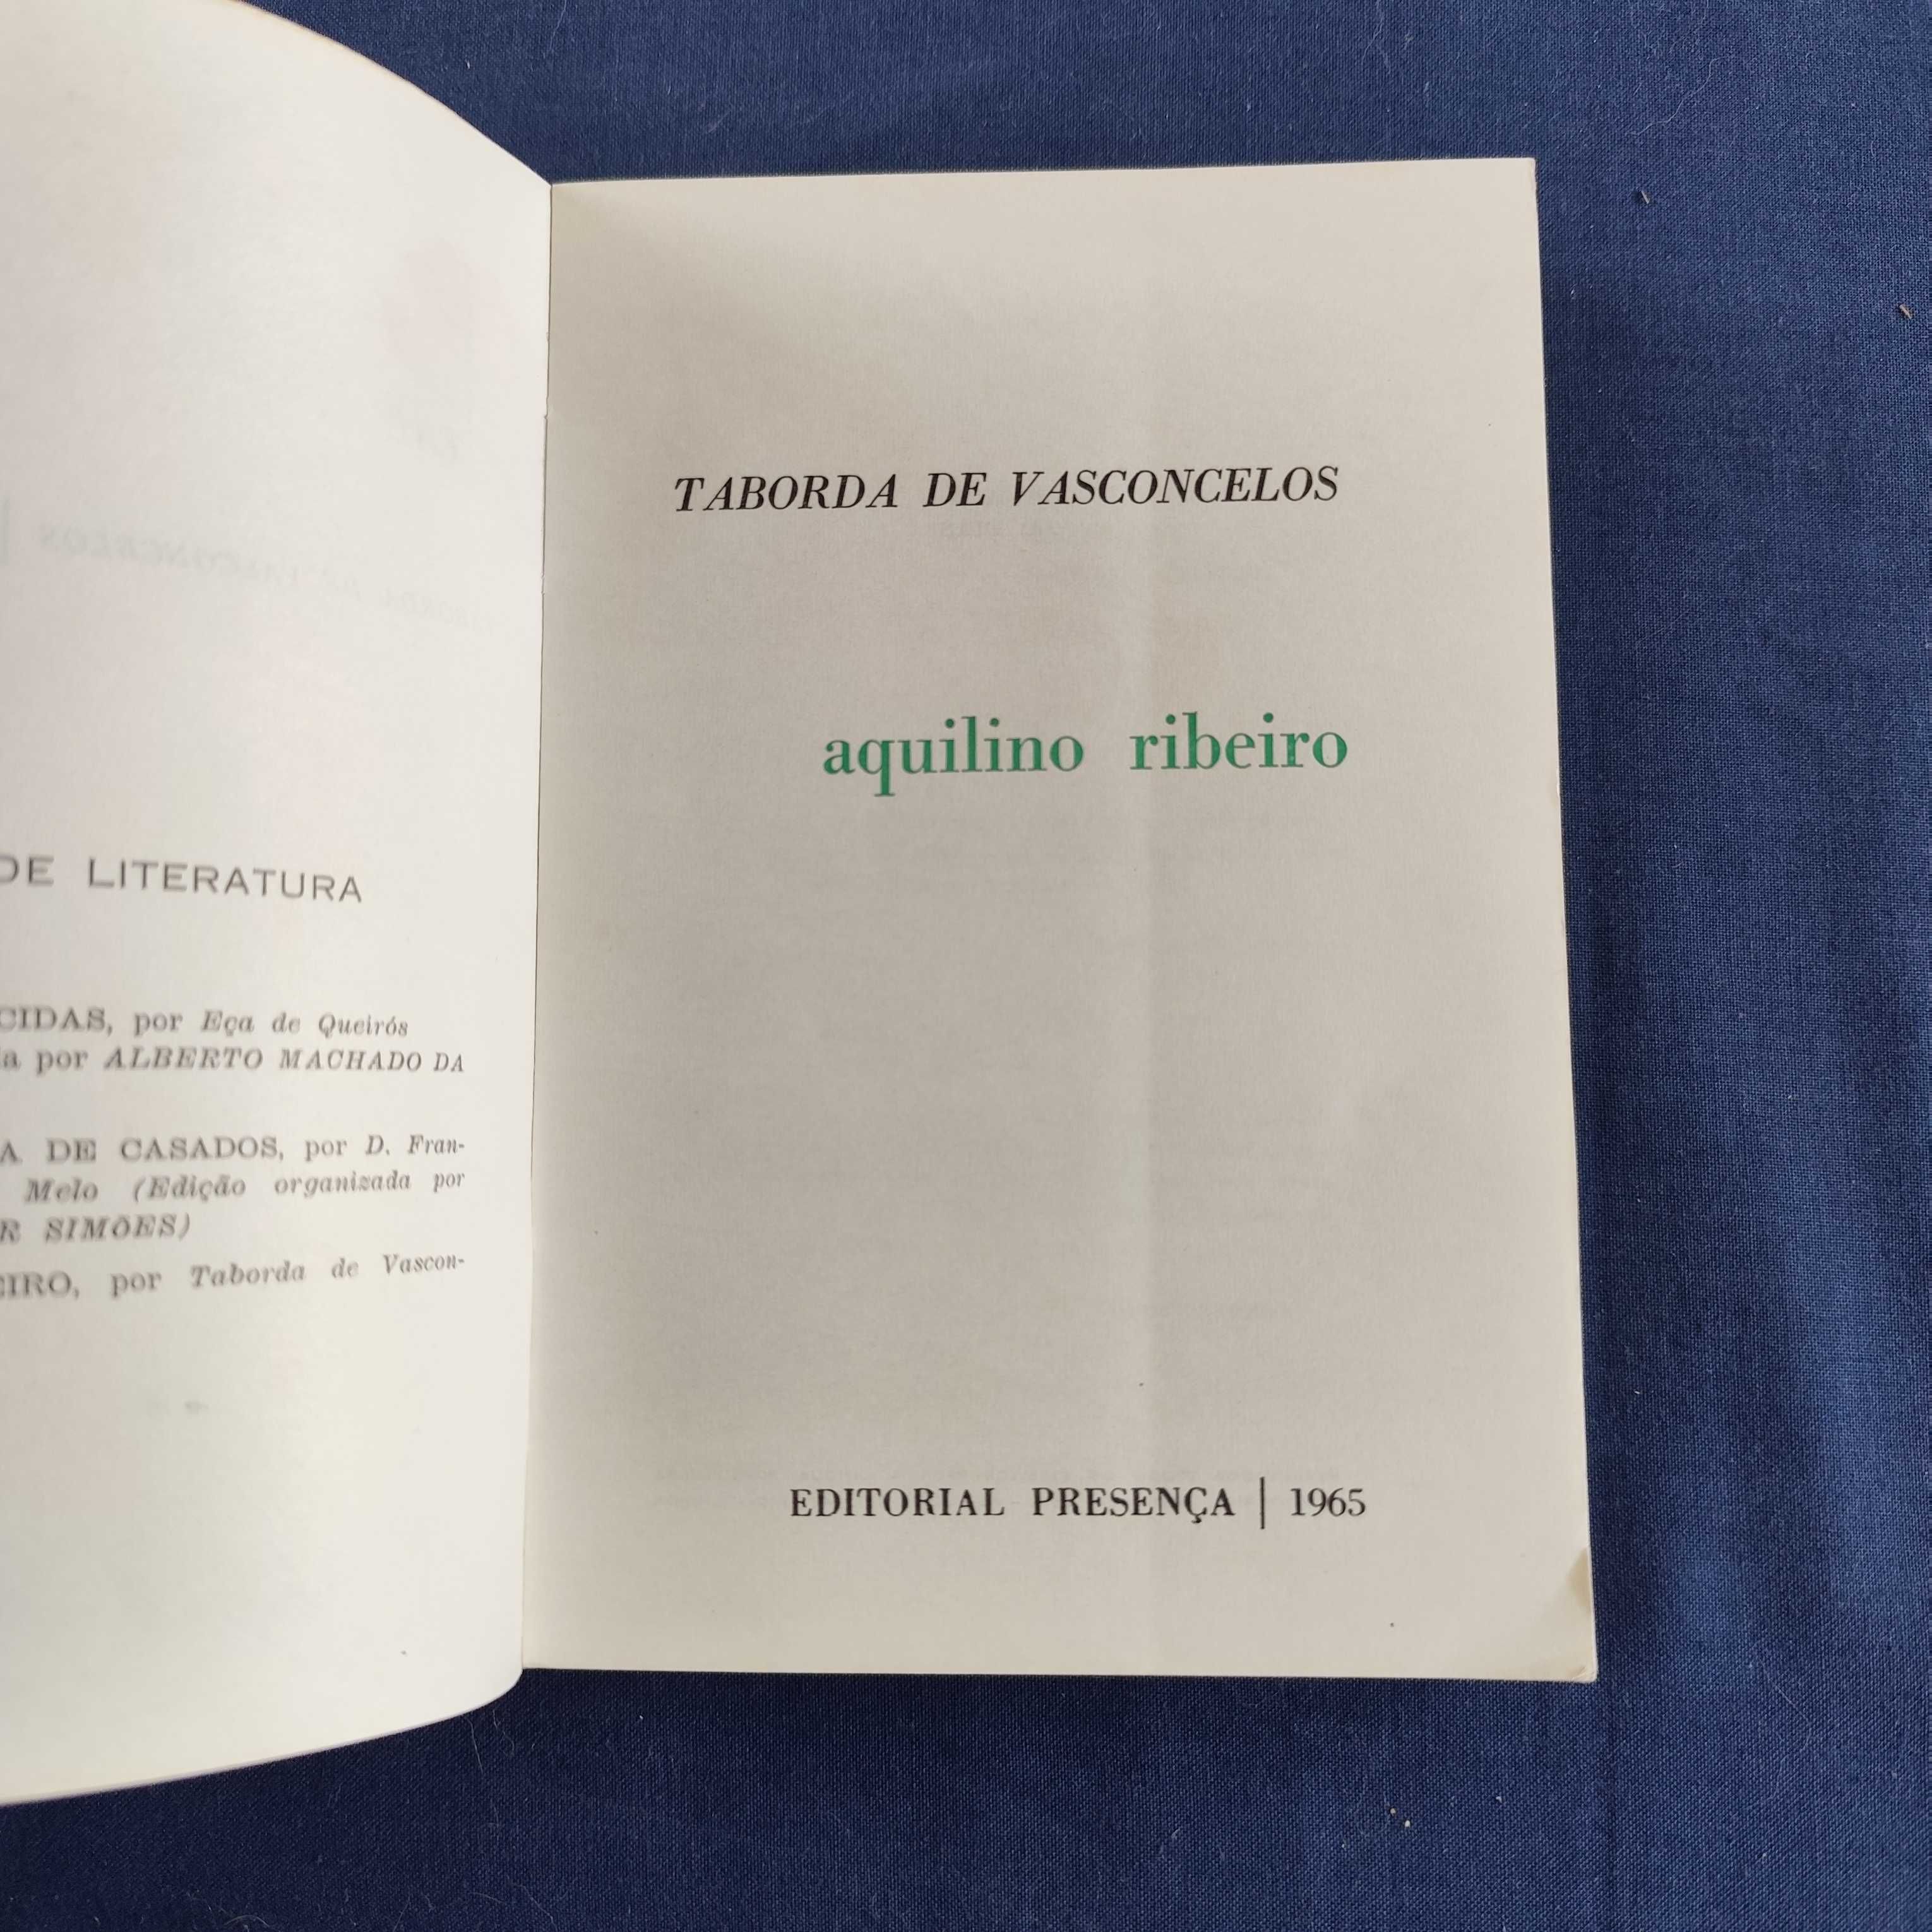 DE LITERATURA
CIDAS, por Eça de Queirós
a por ALBERTO MACHADO DA
A DE CASADOS, por D. Fran-
Melo (Edição organizada por
R SIMÕES)
EIRO, por Taborda de Vascon-
TABORDA DE VASCONCELOS
aquilino ribeiro
EDITORIAL PRESENÇA | 1965